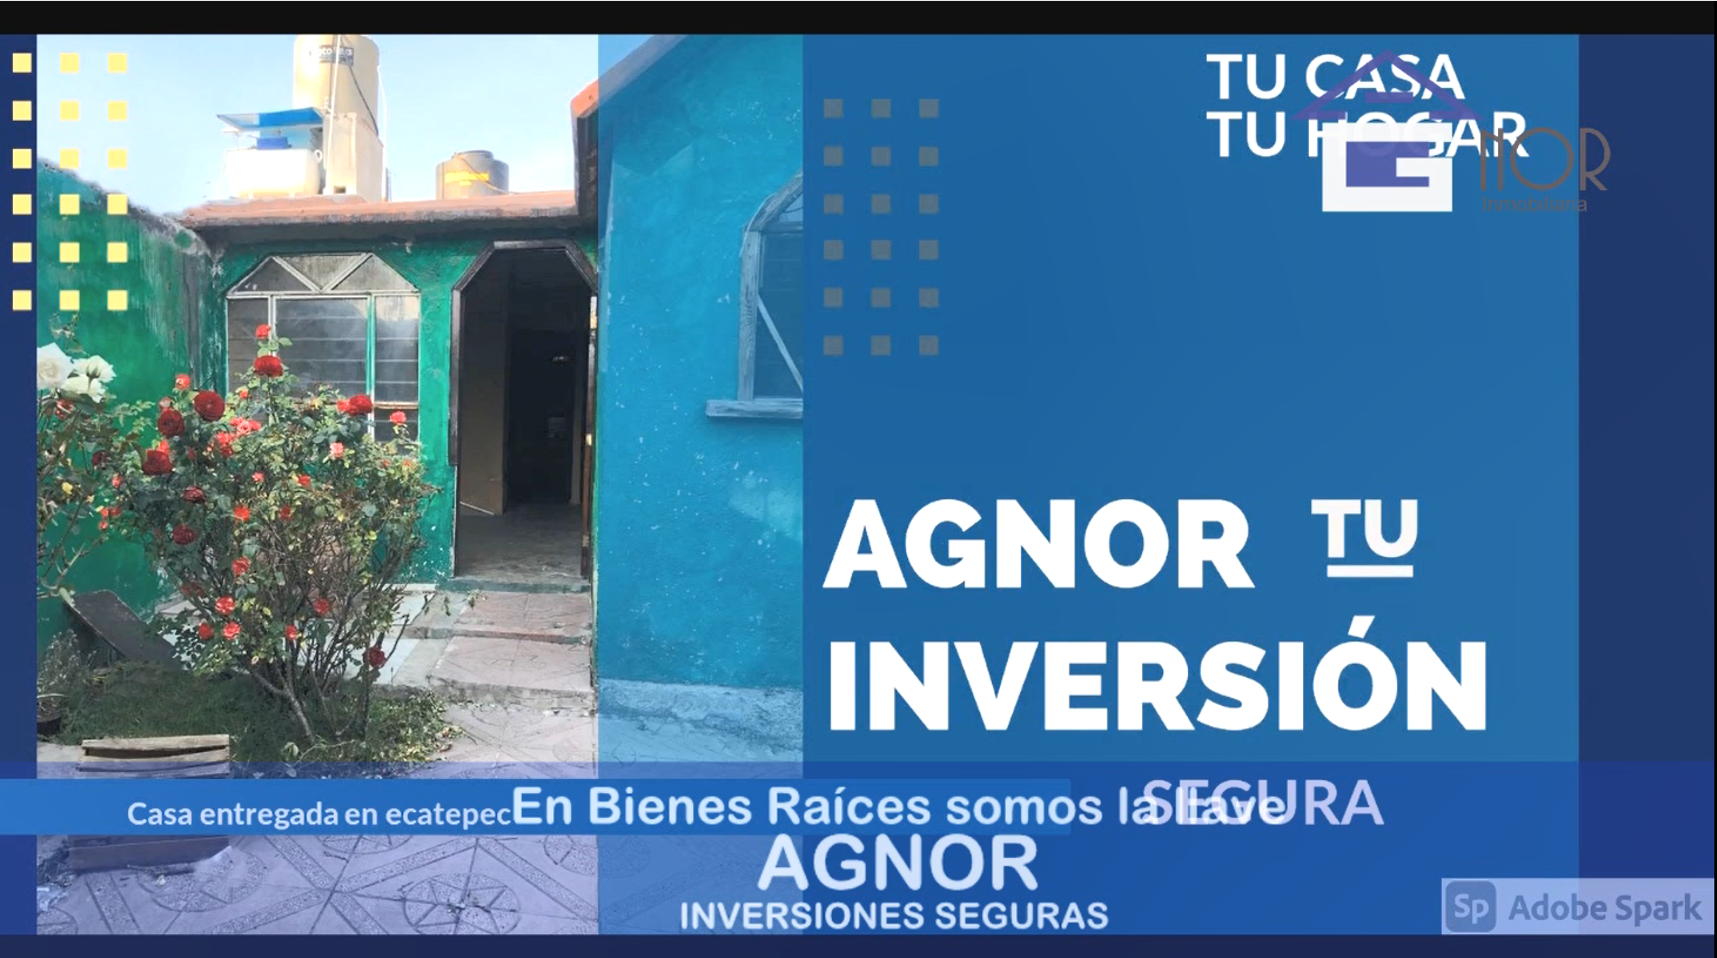 TU CASA
TU HOGAR
G NOR
Inmobiliaria
AGNOR TU
INVERSIÓN
SEGURA
Casa entregada en ecatepec
En Bienes Raíces somos la llave
AGNOR
INVERSIONES SEGURAS
Sp Adobe Spark